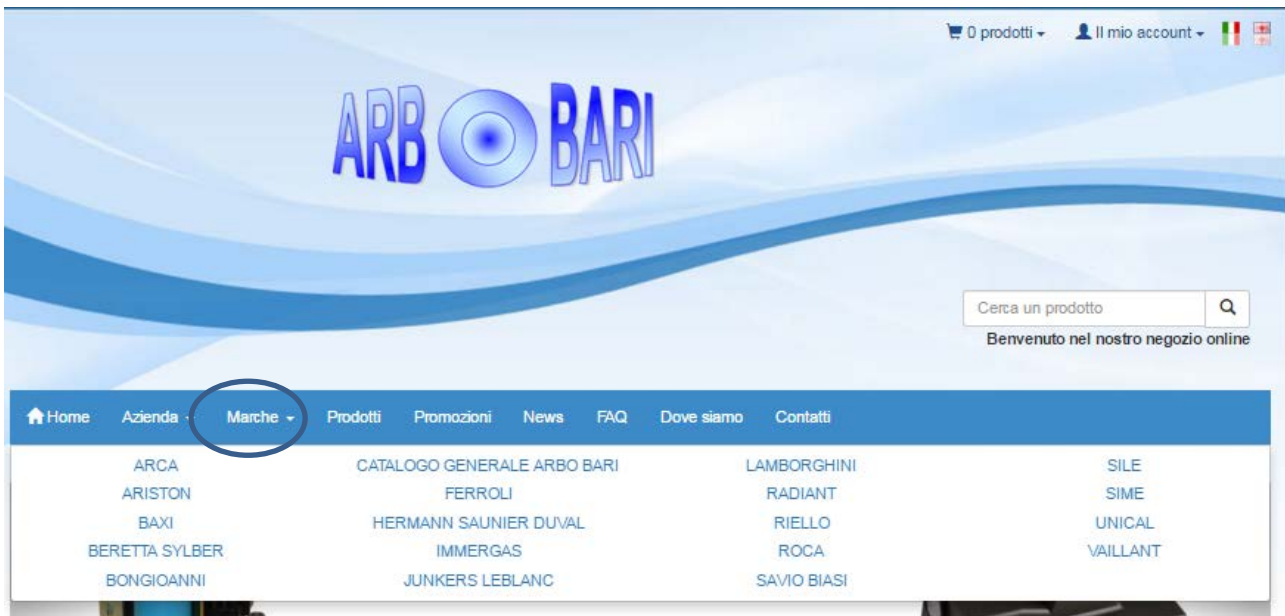 0 prodotti Il mio account
ARB BARI
Cerca un prodotto
Benvenuto nel nostro negozio online
Home Azienda Marche Prodotti Promozioni News FAQ Dove siamo Contatti
ARCA CATALOGO GENERALE ARBO BARI LAMBORGHINI SILE
ARISTON FERROLI RADIANT SIME
BAXI HERMANN SAUNIER DUVAL RIELLO UNICAL
BERETTA SYLBER IMMERGAS ROCA VAILLANT
BONGIOANNI JUNKERS LEBLANC SAVIO BIASI